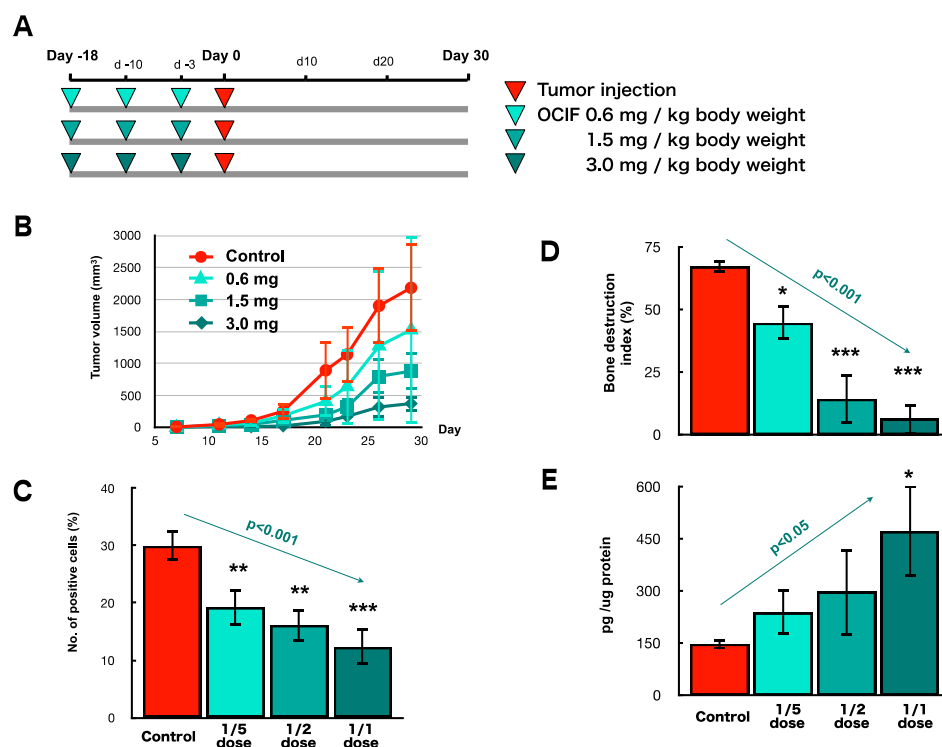 A
Day -18 d -10 d -3 Day 0 d10 d20 Day 30
Tumor injection
OCIF 0.6 mg / kg body weight
1.5 mg / kg body weight
3.0 mg / kg body weight
B
Tumor volume (mm³)
3000
2500
2000
1500
1000
500
0
5 10 15 20 25 30 Day
Control
0.6 mg
1.5 mg
3.0 mg
C
No. of positive cells (%)
40
30
20
10
0
p<0.001
** ** ***
Control 1/5 dose 1/2 dose 1/1 dose
D
Bone destruction
index (%)
75
50
25
0
p<0.001
* *** ***
E
pg /ug protein
600
450
300
150
0
p<0.05
*
Control 1/5 dose 1/2 dose 1/1 dose